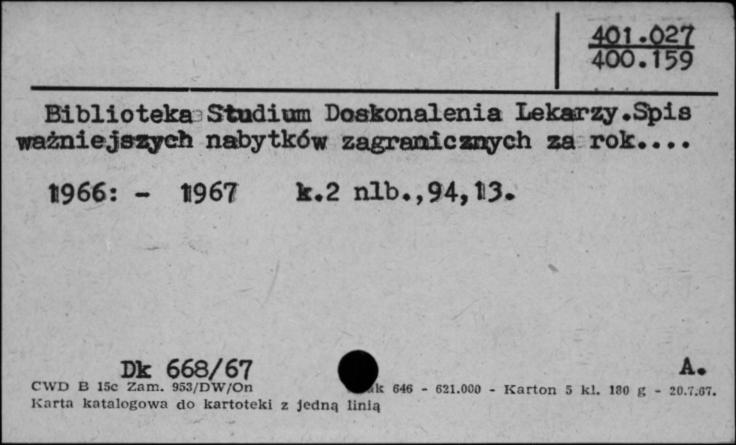 401.027
400.159
Biblioteka Studium Doskonalenia Lekarzy.Spis
ważniejszych nabytków zagranicznych za rok....
1966: - 1967 k.2 nlb.,94,13.
Dk 668/67 A.
CWD B 15c Zam. 953/DW/On k 646 - 621.000 - Karton 5 kl. 180 g - 20.7.67.
Karta katalogowa do kartoteki z jedną linią